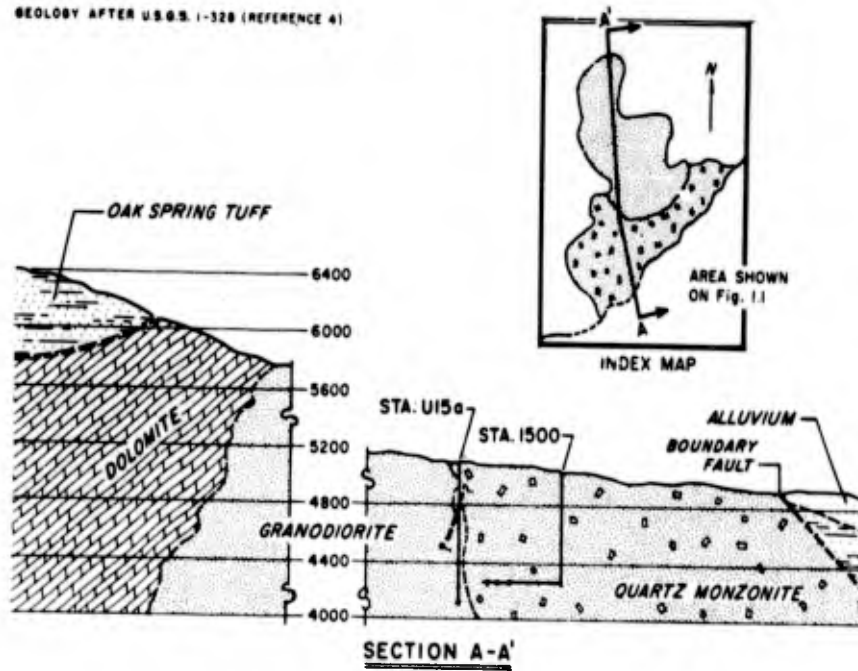 GEOLOGY AFTER U.S.G.S. I-328 (REFERENCE 4)
A'
N
AREA SHOWN
ON Fig. 1.1
A
INDEX MAP
OAK SPRING TUFF
6400
6000
5600
5200
4800
4400
4000
DOLOMITE
GRANODIORITE
STA. U15a
STA. 1500
ALLUVIUM
BOUNDARY
FAULT
?
QUARTZ MONZONITE
SECTION A-A'